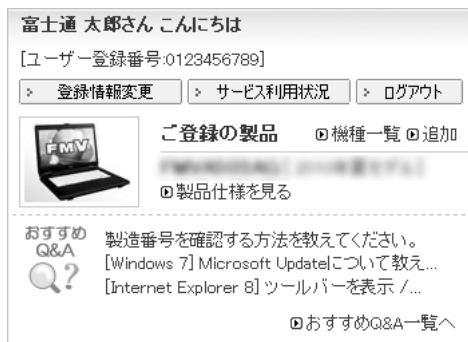 富士通 太郎さん こんにちは
[ユーザー登録番号:0123456789]
登録情報変更 サービス利用状況 ログアウト
ご登録の製品 機種一覧 追加
FMV
製品仕様を見る
おすすめ
Q&A
製造番号を確認する方法を教えてください。
[Windows 7] Microsoft Updateについて教え...
[Internet Explorer 8] ツールバーを表示 /...
おすすめQ&A一覧へ